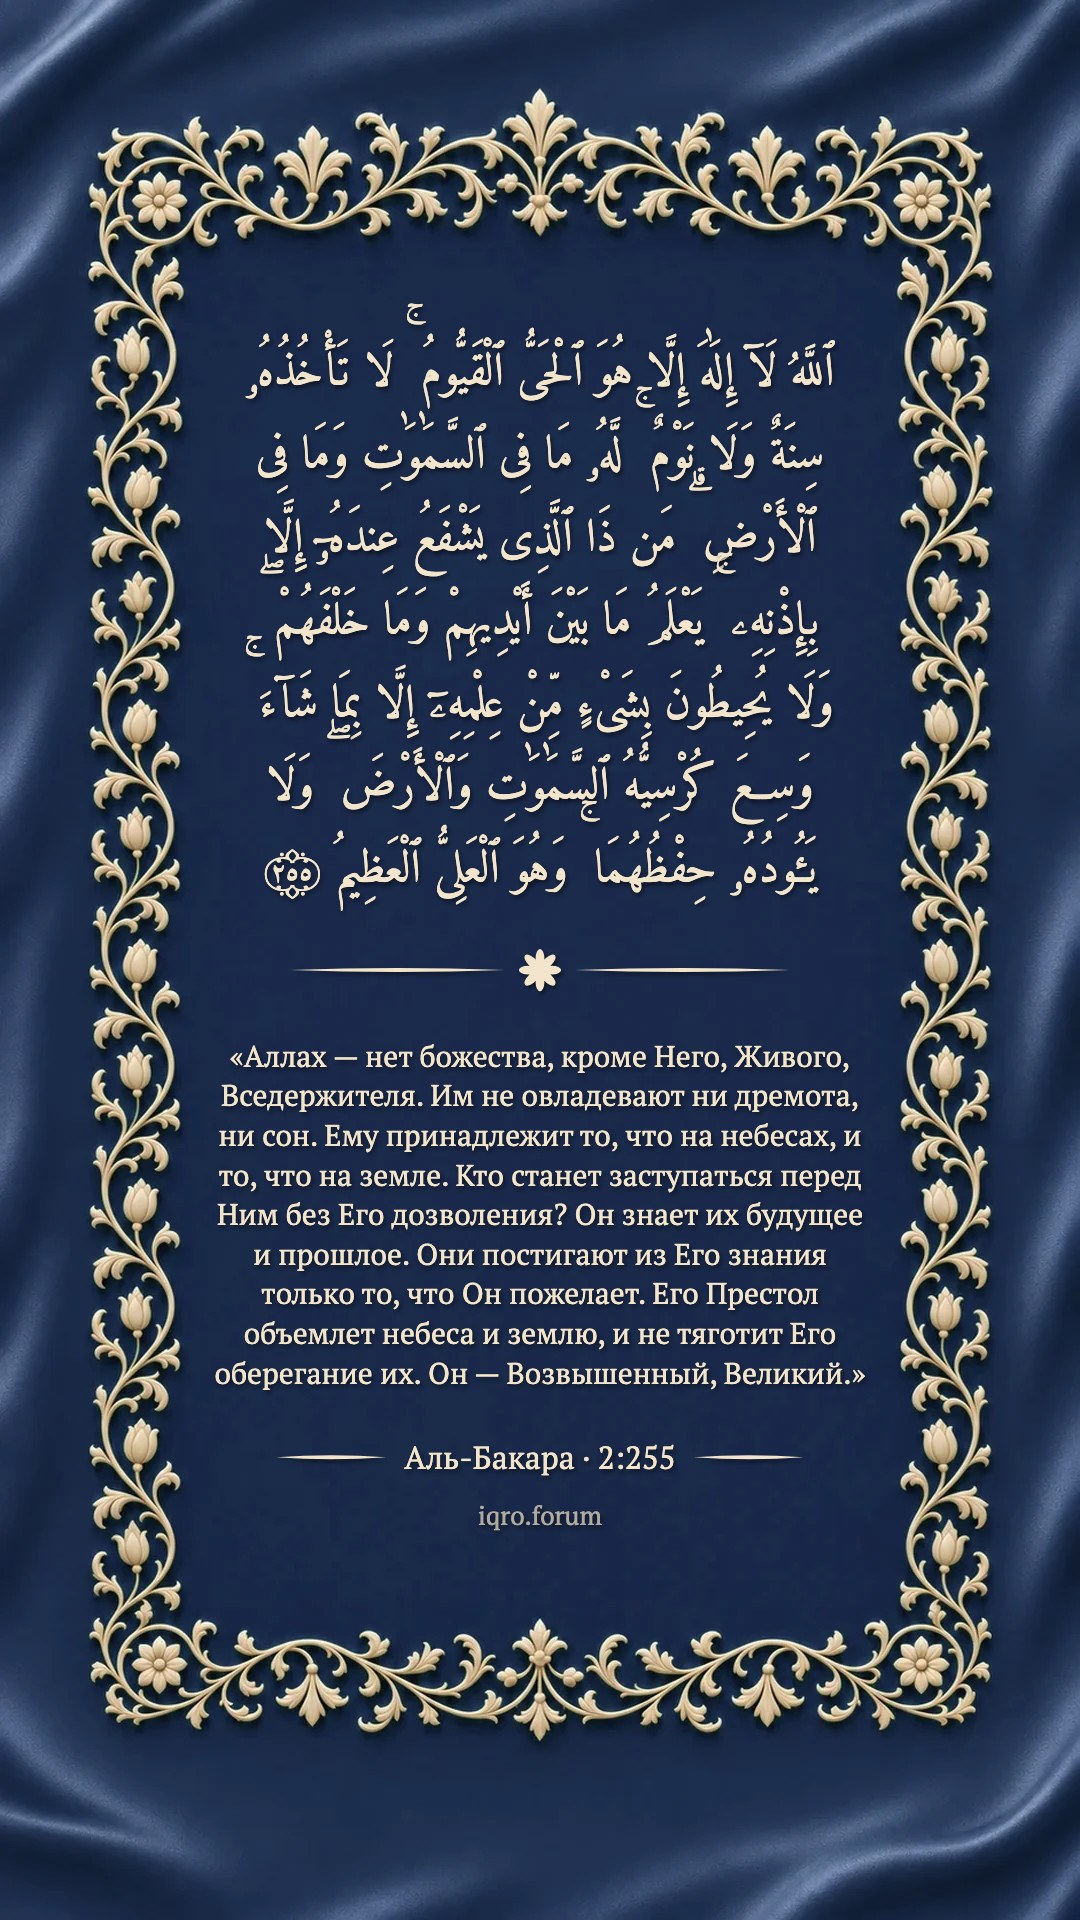 ٱللَّهُ لَآ إِلَٰهَ إِلَّا هُوَ ٱلْحَىُّ ٱلْقَيُّومُ ۚ لَا تَأْخُذُهُۥ
سِنَةٌ وَلَا نَوْمٌ ۚ لَّهُۥ مَا فِى ٱلسَّمَٰوَٰتِ وَمَا فِى
ٱلْأَرْضِ ۗ مَن ذَا ٱلَّذِى يَشْفَعُ عِندَهُۥٓ إِلَّا
بِإِذْنِهِۦ ۚ يَعْلَمُ مَا بَيْنَ أَيْدِيهِمْ وَمَا خَلْفَهُمْ ۖ
وَلَا يُحِيطُونَ بِشَىْءٍ مِّنْ عِلْمِهِۦٓ إِلَّا بِمَا شَآءَ ۚ
وَسِعَ كُرْسِيُّهُ ٱلسَّمَٰوَٰتِ وَٱلْأَرْضَ ۖ وَلَا
يَـُٔودُهُۥ حِفْظُهُمَا ۚ وَهُوَ ٱلْعَلِىُّ ٱلْعَظِيمُ ٢٥٥
«Аллах — нет божества, кроме Него, Живого,
Вседержителя. Им не овладевают ни дремота,
ни сон. Ему принадлежит то, что на небесах, и
то, что на земле. Кто станет заступаться перед
Ним без Его дозволения? Он знает их будущее
и прошлое. Они постигают из Его знания
только то, что Он пожелает. Его Престол
объемлет небеса и землю, и не тяготит Его
оберегание их. Он — Возвышенный, Великий.»
Аль-Бакара · 2:255
iqro.forum